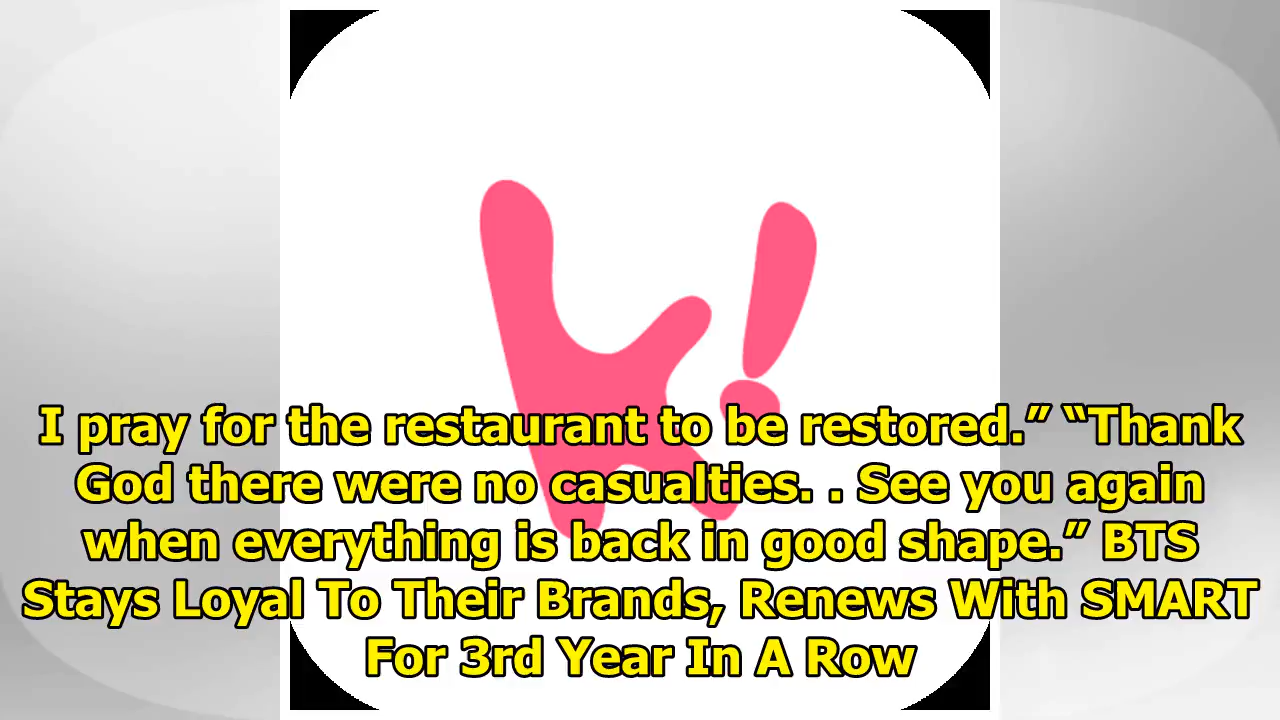 k!
I pray for the restaurant to be restored.” “Thank
God there were no casualties. . See you again
when everything is back in good shape.” BTS
Stays Loyal To Their Brands, Renews With SMART
For 3rd Year In A Row